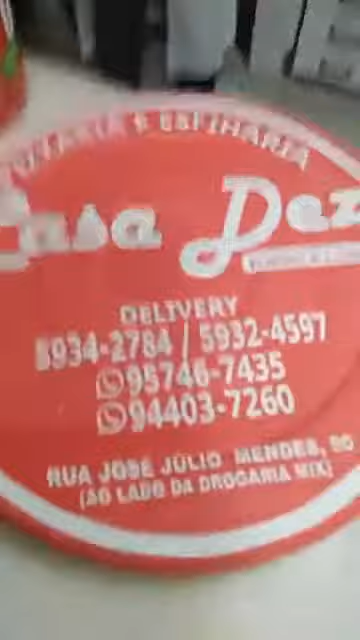 E ESFIHARIA
Casa Dez
DELIVERY
5934-2784 / 5932-4597
95746-7435
94403-7260
RUA JOSE JÚLIO MENDES, 
(AO LADO DA DROGARIA MIX)